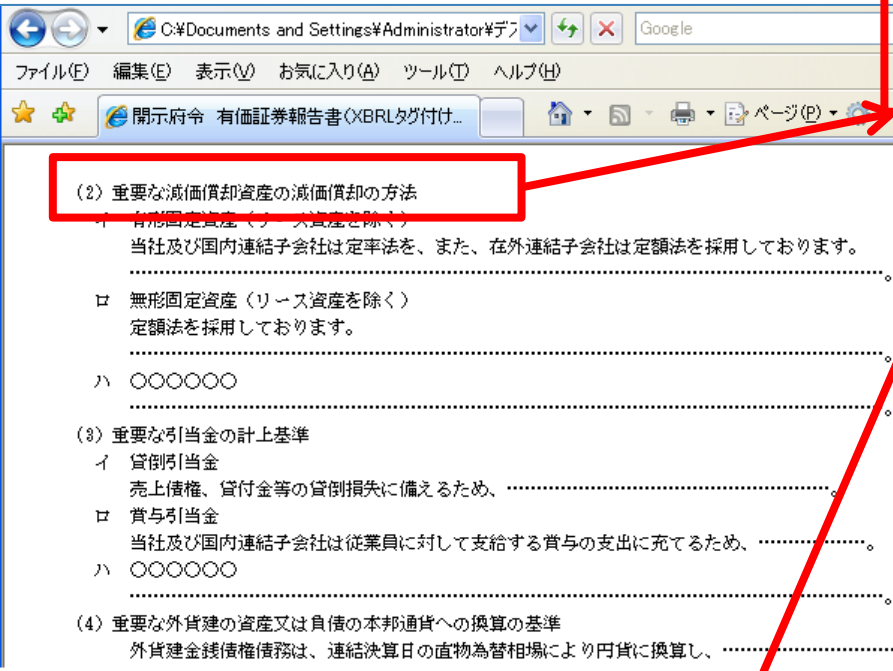 C:¥Documents and Settings¥Administrator¥デフ
Google
ファイル(F) 編集(E) 表示(V) お気に入り(A) ツール(T) ヘルプ(H)
開示府令 有価証券報告書(XBRLタグ付け...
ページ(P)
(2) 重要な減価償却資産の減価償却の方法
イ 有形固定資産(リース資産を除く)
当社及び国内連結子会社は定率法を、また、在外連結子会社は定額法を採用しております。
…………………………………………………………………………………………………。
ロ 無形固定資産(リース資産を除く)
定額法を採用しております。
…………………………………………………………………………………………………。
ハ 〇〇〇〇〇〇
…………………………………………………………………………………………………。
(3) 重要な引当金の計上基準
イ 貸倒引当金
売上債権、貸付金等の貸倒損失に備えるため、…………………………………………。
ロ 賞与引当金
当社及び国内連結子会社は従業員に対して支給する賞与の支出に充てるため、……………。
ハ 〇〇〇〇〇〇
…………………………………………………………………………………………………。
(4) 重要な外貨建の資産又は負債の本邦通貨への換算の基準
外貨建金銭債権債務は、連結決算日の直物為替相場により円貨に換算し、……………………